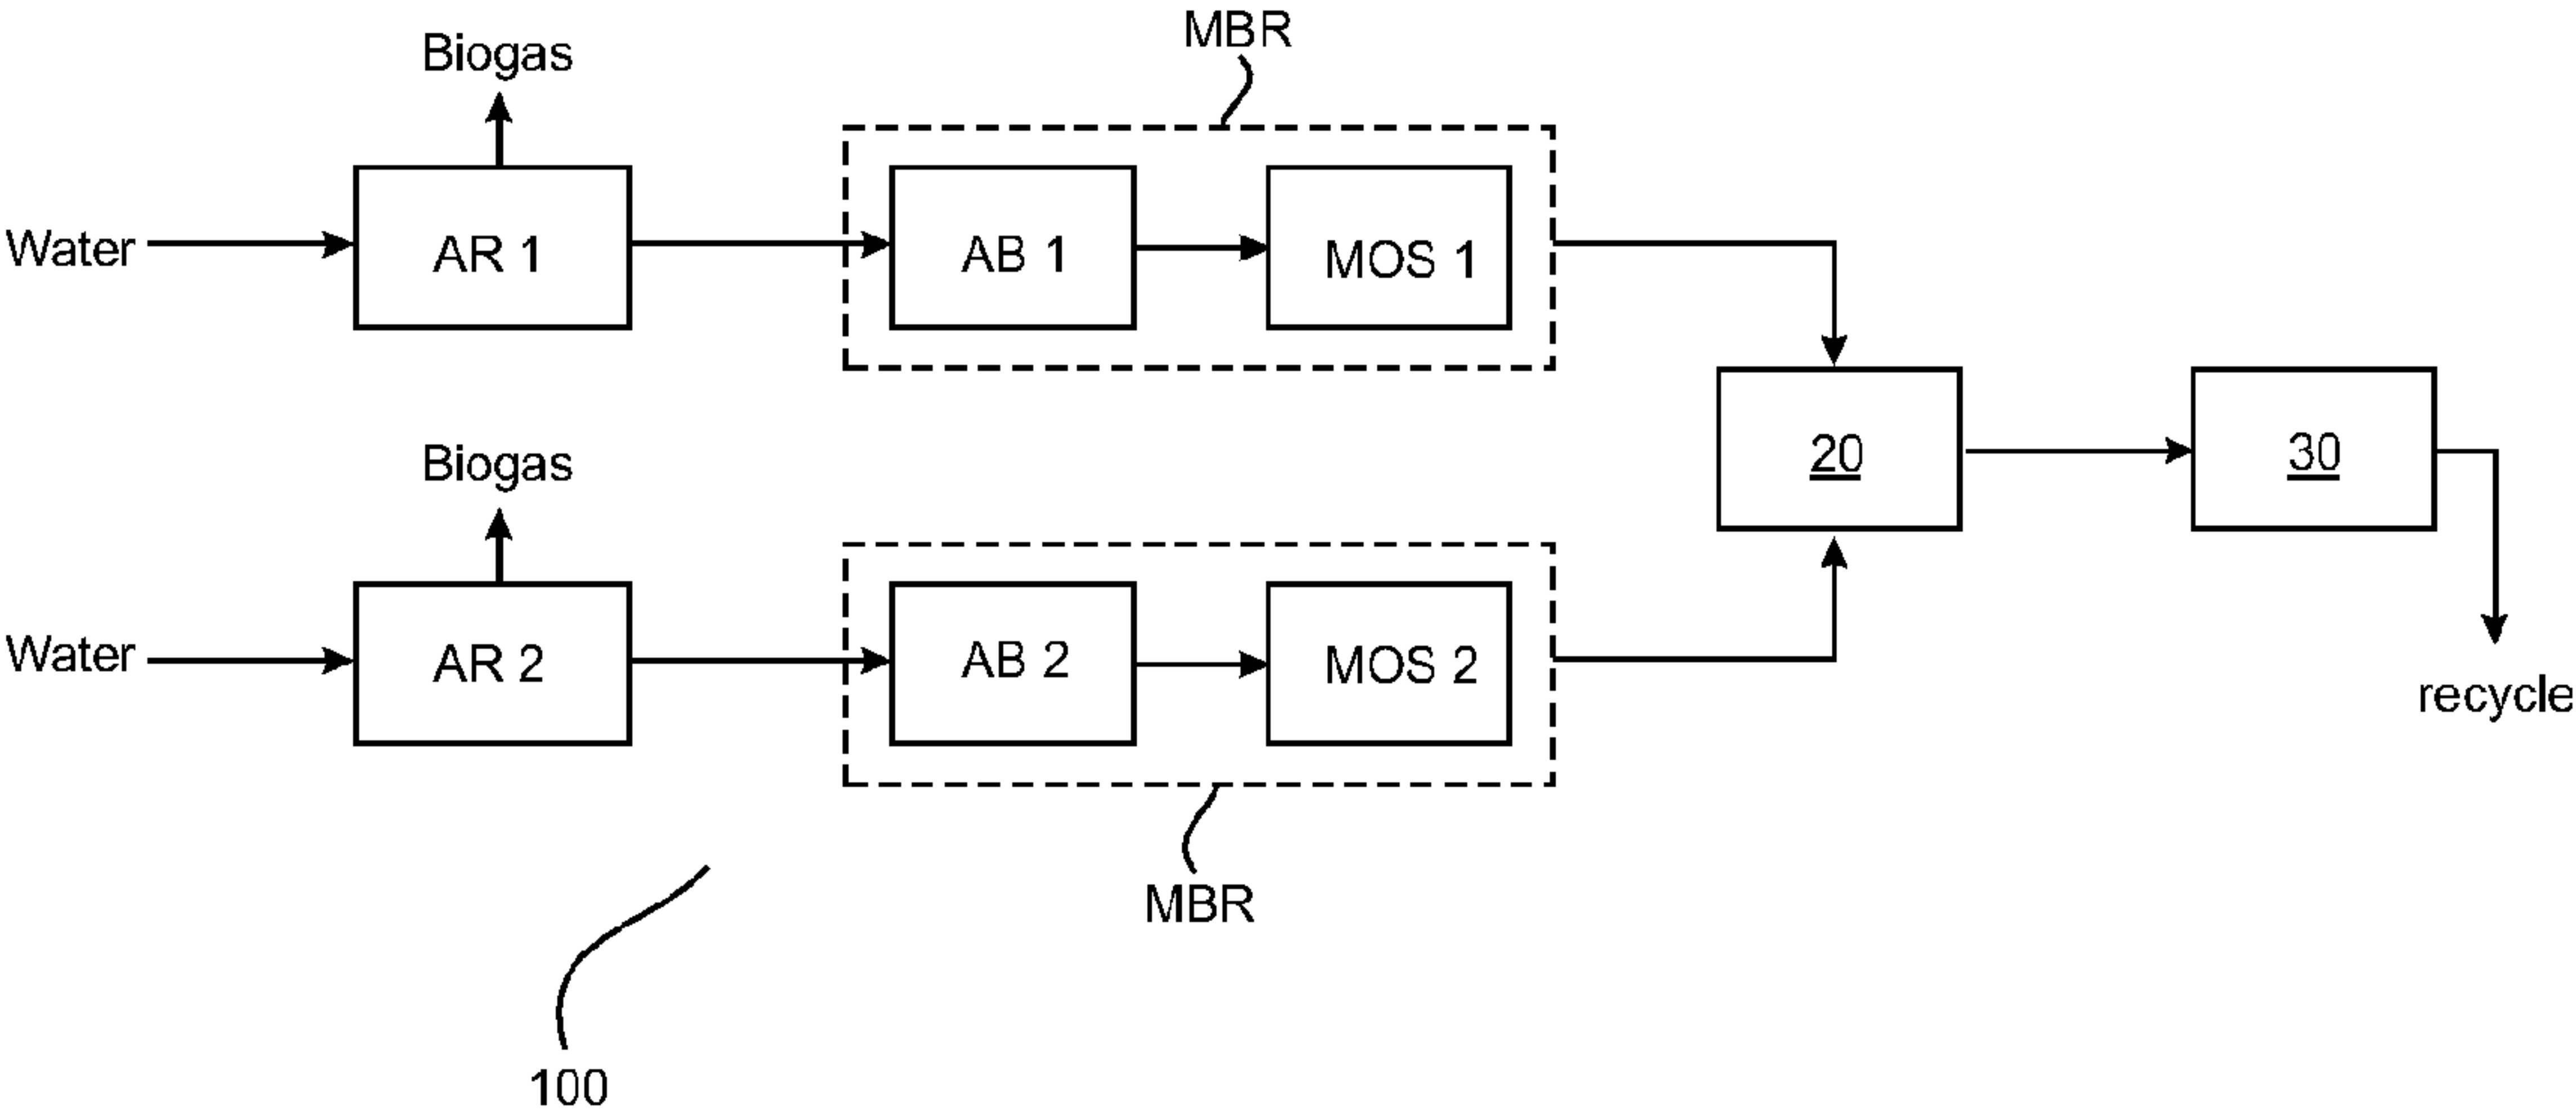 MBR
Biogas
Water
AR 1
AB 1
MOS 1
20
30
Biogas
Water
AR 2
AB 2
MOS 2
recycle
MBR
100